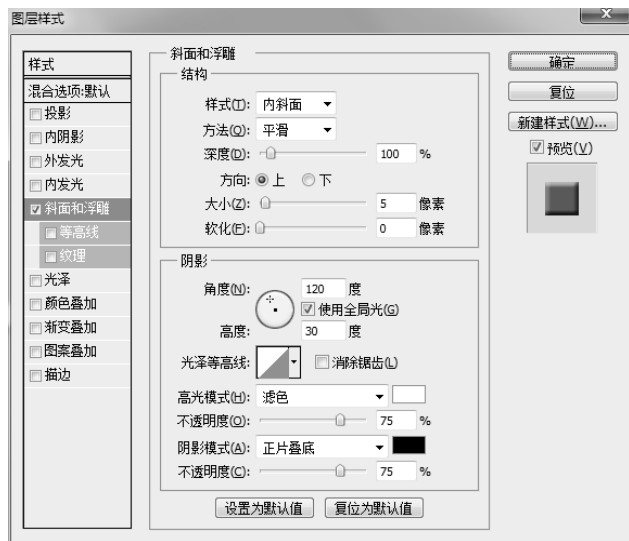 图层样式
X
样式
混合选项:默认
投影
内阴影
外发光
内发光
斜面和浮雕
等高线
纹理
光泽
颜色叠加
渐变叠加
图案叠加
描边
斜面和浮雕
结构
样式(T): 内斜面
方法(Q): 平滑
深度(D): 100 %
方向: 上 下
大小(Z): 5 像素
软化(F): 0 像素
阴影
角度(N): 120 度
使用全局光(G)
高度: 30 度
光泽等高线: 消除锯齿(L)
高光模式(H): 滤色
不透明度(O): 75 %
阴影模式(A): 正片叠底
不透明度(C): 75 %
设置为默认值 复位为默认值
确定
复位
新建样式(W)...
预览(V)